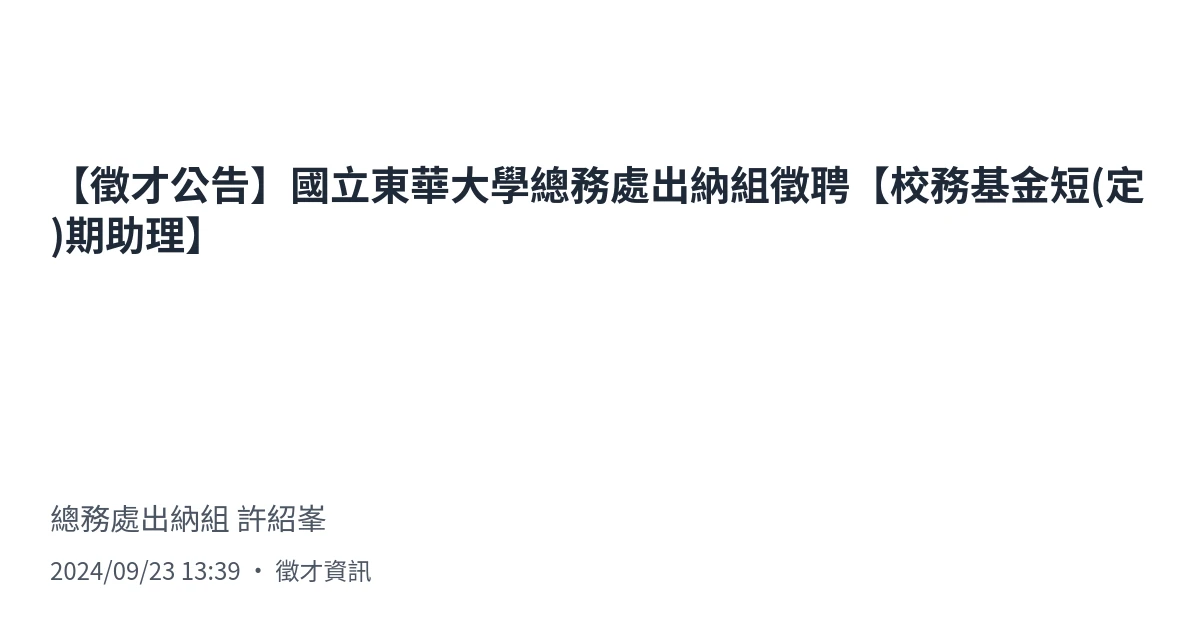 【徵才公告】國立東華大學總務處出納組徵聘【校務基金短(定
)期助理】
總務處出納組 許紹峯
2024/09/23 13:39 • 徵才資訊